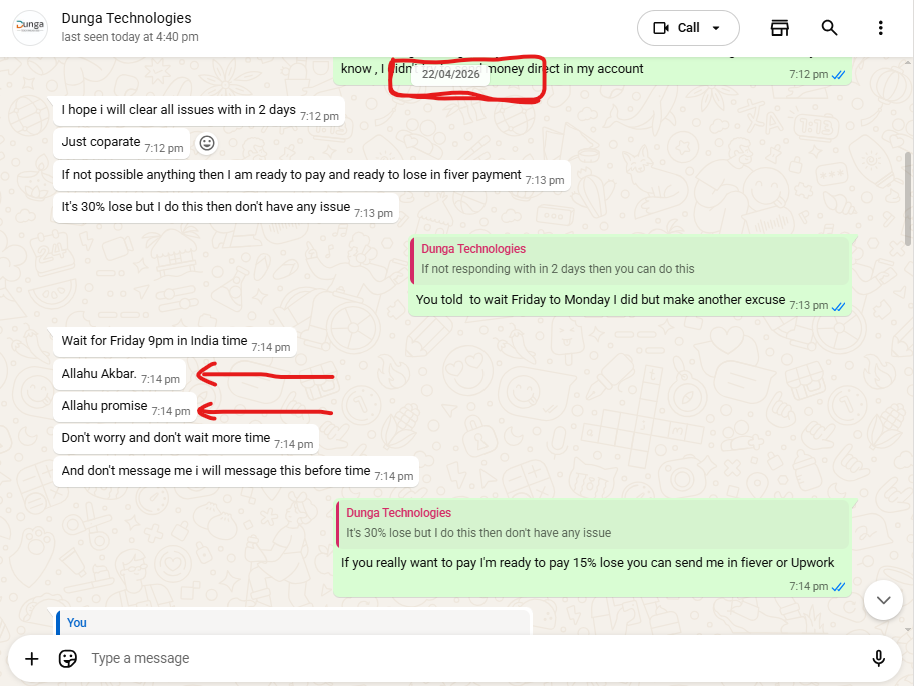 Dunga
Dunga Technologies
last seen today at 4:40 pm
Call
know , I didn't money direct in my account
7:12 pm
22/04/2026
I hope i will clear all issues with in 2 days 7:12 pm
Just coparate 7:12 pm
If not possible anything then I am ready to pay and ready to lose in fiver payment 7:13 pm
It's 30% lose but I do this then don't have any issue 7:13 pm
Dunga Technologies
If not responding with in 2 days then you can do this
You told to wait Friday to Monday I did but make another excuse 7:13 pm
Wait for Friday 9pm in India time 7:14 pm
Allahu Akbar. 7:14 pm
Allahu promise 7:14 pm
Don't worry and don't wait more time 7:14 pm
And don't message me i will message this before time 7:14 pm
Dunga Technologies
It's 30% lose but I do this then don't have any issue
If you really want to pay I'm ready to pay 15% lose you can send me in fiever or Upwork
7:14 pm
You
Type a message